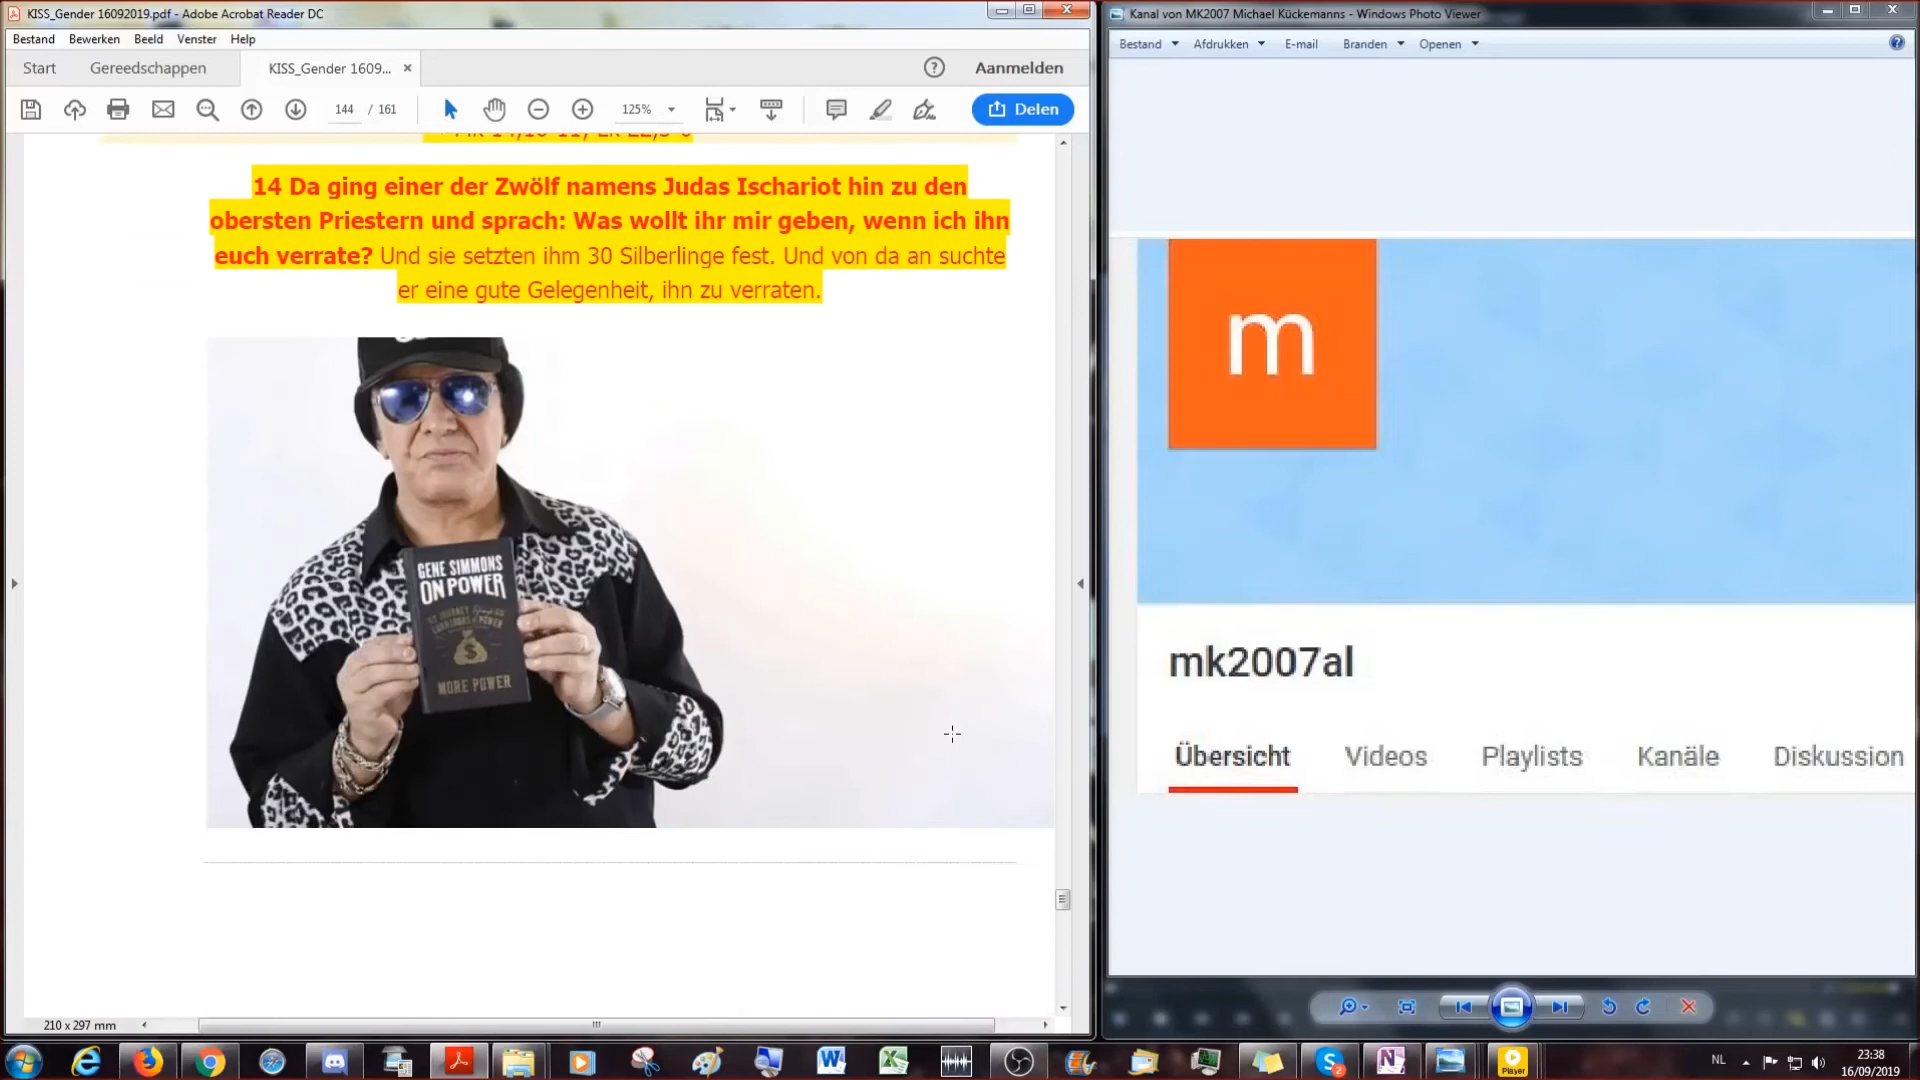 KISS_Gender 16092019.pdf - Adobe Acrobat Reader DC
Bestand Bewerken Beeld Venster Help
Start Gereedschappen KISS_Gender 1609... × Aanmelden
144 / 161 125% Delen
14 Da ging einer der Zwölf namens Judas Ischariot hin zu den
obersten Priestern und sprach: Was wollt ihr mir geben, wenn ich ihn
euch verrate? Und sie setzten ihm 30 Silberlinge fest. Und von da an suchte
er eine gute Gelegenheit, ihn zu verraten.
GENE SIMMONS
ON POWER
MORE POWER
210 x 297 mm
Kanal von MK2007 Michael Kückemanns - Windows Photo Viewer
Bestand Afdrukken E-mail Branden Openen
m
mk2007al
Übersicht Videos Playlists Kanäle Diskussion
Player
NL
23:38
16/09/2019